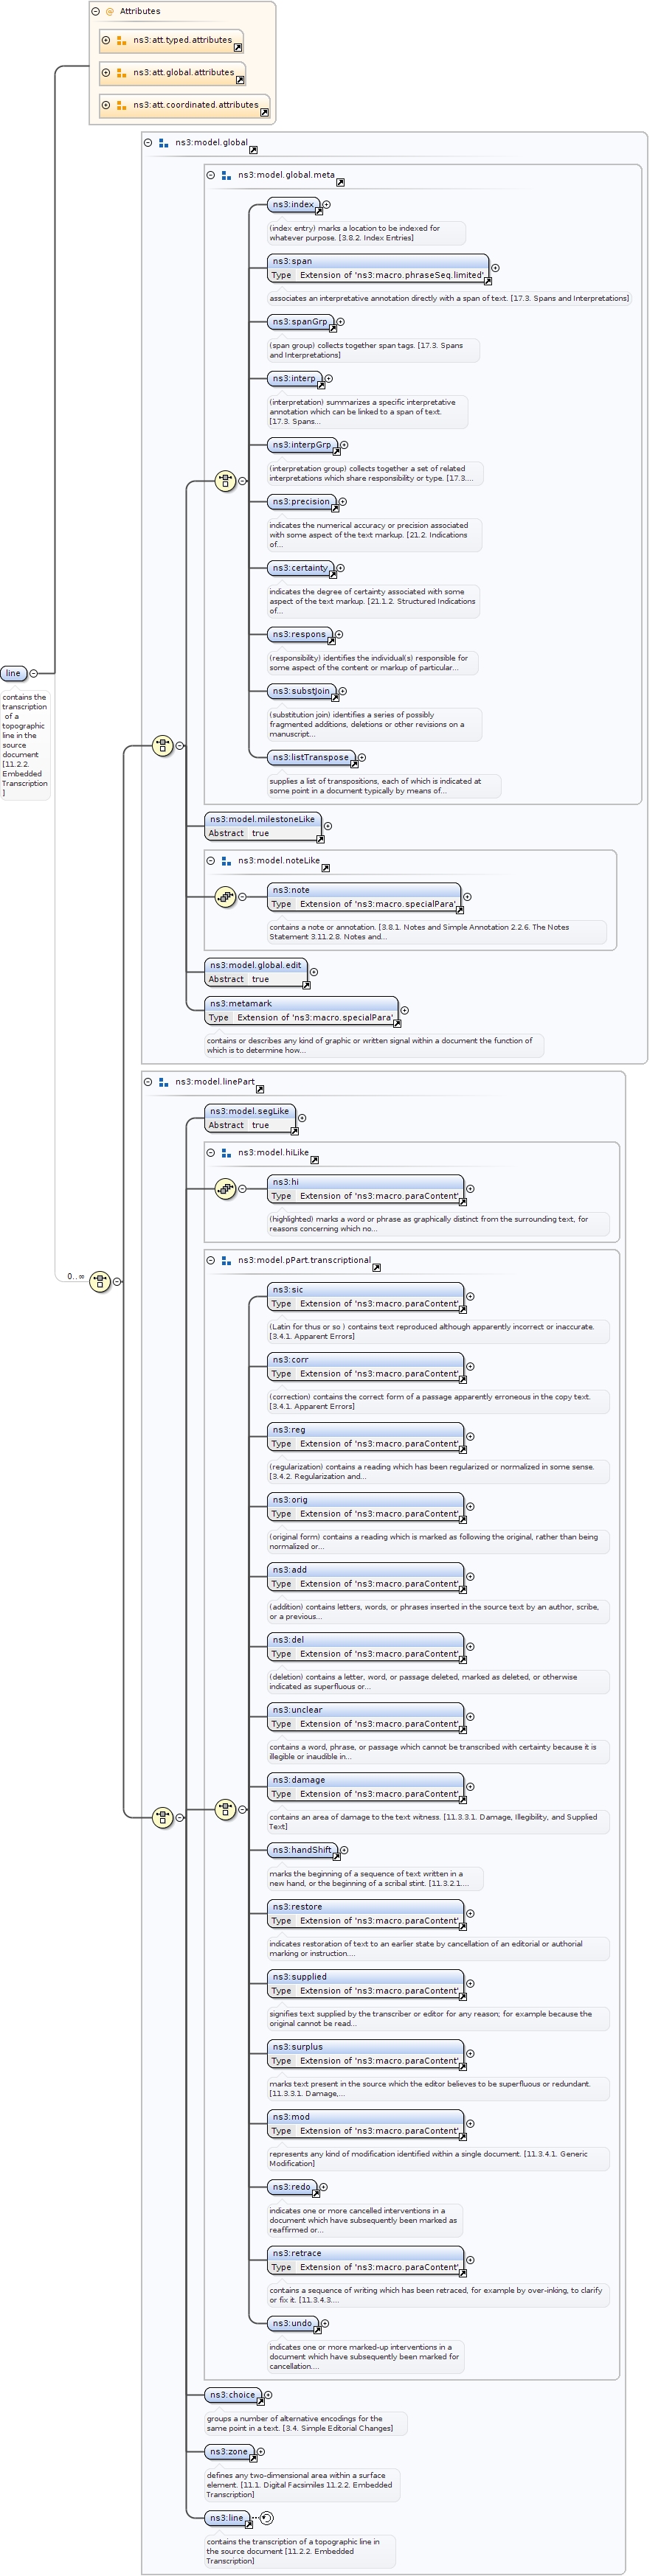 @ Attributes
ns3:att.typed.attributes
ns3:att.global.attributes
ns3:att.coordinated.attributes
ns3:model.global
ns3:model.global.meta
ns3:index
(index entry) marks a location to be indexed for
whatever purpose. [3.8.2. Index Entries]
ns3:span
Type Extension of 'ns3:macro.phraseSeq.limited'
associates an interpretative annotation directly with a span of text. [17.3. Spans and Interpretations]
ns3:spanGrp
(span group) collects together span tags. [17.3. Spans
and Interpretations]
ns3:interp
(interpretation) summarizes a specific interpretative
annotation which can be linked to a span of text.
[17.3. Spans...
ns3:interpGrp
(interpretation group) collects together a set of related
interpretations which share responsibility or type. [17.3....
ns3:precision
indicates the numerical accuracy or precision associated
with some aspect of the text markup. [21.2. Indications
of...
ns3:certainty
indicates the degree of certainty associated with some
aspect of the text markup. [21.1.2. Structured Indications
of...
ns3:respons
(responsibility) identifies the individual(s) responsible for
some aspect of the content or markup of particular...
ns3:substJoin
(substitution join) identifies a series of possibly
fragmented additions, deletions or other revisions on a
manuscript...
ns3:listTranspose
supplies a list of transpositions, each of which is indicated at
some point in a document typically by means of...
line
contains the
transcription
of a
topographic
line in the
source
document
[11.2.2.
Embedded
Transcription
]
ns3:model.milestoneLike
Abstract true
ns3:model.noteLike
ns3:note
Type Extension of 'ns3:macro.specialPara'
contains a note or annotation. [3.8.1. Notes and Simple Annotation 2.2.6. The Notes
Statement 3.11.2.8. Notes and...
ns3:model.global.edit
Abstract true
ns3:metamark
Type Extension of 'ns3:macro.specialPara'
contains or describes any kind of graphic or written signal within a document the function of
which is to determine how...
0..∞
ns3:model.linePart
ns3:model.segLike
Abstract true
ns3:model.hiLike
ns3:hi
Type Extension of 'ns3:macro.paraContent'
(highlighted) marks a word or phrase as graphically distinct from the surrounding text, for
reasons concerning which no...
ns3:model.pPart.transcriptional
ns3:sic
Type Extension of 'ns3:macro.paraContent'
(Latin for thus or so ) contains text reproduced although apparently incorrect or inaccurate.
[3.4.1. Apparent Errors]
ns3:corr
Type Extension of 'ns3:macro.paraContent'
(correction) contains the correct form of a passage apparently erroneous in the copy text.
[3.4.1. Apparent Errors]
ns3:reg
Type Extension of 'ns3:macro.paraContent'
(regularization) contains a reading which has been regularized or normalized in some sense.
[3.4.2. Regularization and...
ns3:orig
Type Extension of 'ns3:macro.paraContent'
(original form) contains a reading which is marked as following the original, rather than being
normalized or...
ns3:add
Type Extension of 'ns3:macro.paraContent'
(addition) contains letters, words, or phrases inserted in the source text by an author, scribe,
or a previous...
ns3:del
Type Extension of 'ns3:macro.paraContent'
(deletion) contains a letter, word, or passage deleted, marked as deleted, or otherwise
indicated as superfluous or...
ns3:unclear
Type Extension of 'ns3:macro.paraContent'
contains a word, phrase, or passage which cannot be transcribed with certainty because it is
illegible or inaudible in...
ns3:damage
Type Extension of 'ns3:macro.paraContent'
contains an area of damage to the text witness. [11.3.3.1. Damage, Illegibility, and Supplied
Text]
ns3:handShift
marks the beginning of a sequence of text written in a
new hand, or the beginning of a scribal stint. [11.3.2.1....
ns3:restore
Type Extension of 'ns3:macro.paraContent'
indicates restoration of text to an earlier state by cancellation of an editorial or authorial
marking or instruction....
ns3:supplied
Type Extension of 'ns3:macro.paraContent'
signifies text supplied by the transcriber or editor for any reason; for example because the
original cannot be read...
ns3:surplus
Type Extension of 'ns3:macro.paraContent'
marks text present in the source which the editor believes to be superfluous or redundant.
[11.3.3.1. Damage,...
ns3:mod
Type Extension of 'ns3:macro.paraContent'
represents any kind of modification identified within a single document. [11.3.4.1. Generic
Modification]
ns3:redo
indicates one or more cancelled interventions in a
document which have subsequently been marked as
reaffirmed or...
ns3:retrace
Type Extension of 'ns3:macro.paraContent'
contains a sequence of writing which has been retraced, for example by over-inking, to clarify
or fix it. [11.3.4.3....
ns3:undo
indicates one or more marked-up interventions in a
document which have subsequently been marked for
cancellation....
ns3:choice
groups a number of alternative encodings for the
same point in a text. [3.4. Simple Editorial Changes]
ns3:zone
defines any two-dimensional area within a surface
element. [11.1. Digital Facsimiles 11.2.2. Embedded
Transcription]
ns3:line
contains the transcription of a topographic line in
the source document [11.2.2. Embedded
Transcription]